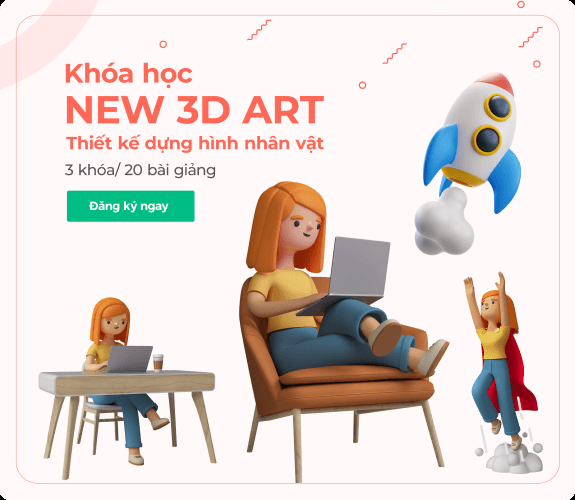 Khóa học
NEW 3D ART
Thiết kế dựng hình nhân vật
3 khóa/ 20 bài giảng
Đăng ký ngay